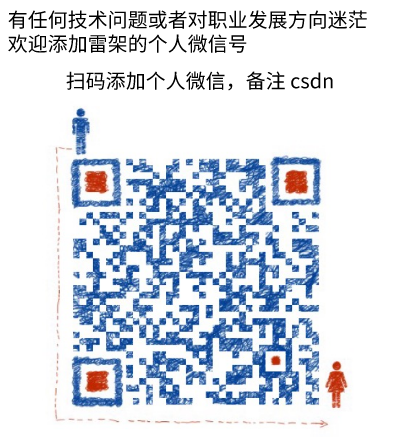 有任何技术问题或者对职业发展方向迷茫
欢迎添加雷架的个人微信号
扫码添加个人微信，备注 csdn